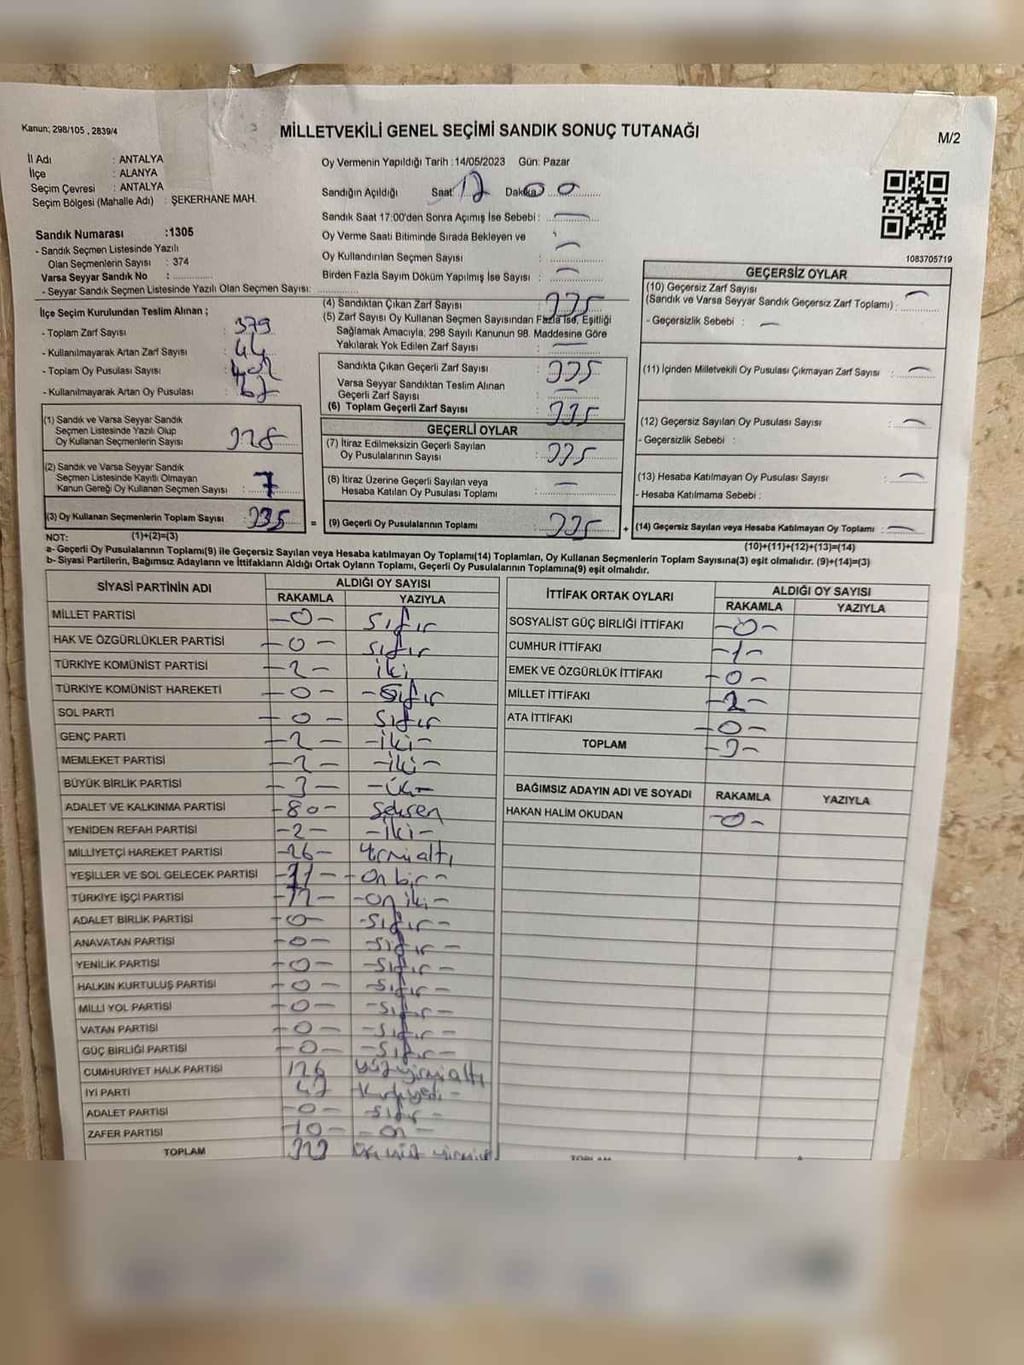 Kanun: 298/105 , 2839/4
MİLLETVEKİLİ GENEL SEÇİMİ SANDIK SONUÇ TUTANAĞI
M/2
İl Adı : ANTALYA
İlçe : ALANYA
Seçim Çevresi : ANTALYA
Seçim Bölgesi (Mahalle Adı) : ŞEKERHANE MAH.
Oy Vermenin Yapıldığı Tarih :14/05/2023 Gün: Pazar
Sandığın Açıldığı Saat 17 Dakika 00
Sandık Saat 17:00'den Sonra Açımış İse Sebebi : —
Oy Verme Saati Bitiminde Sırada Bekleyen ve
Oy Kullandırılan Seçmen Sayısı : —
Birden Fazla Sayım Döküm Yapılmış İse Sayısı : —
1083705719
Sandık Numarası :1305
- Sandık Seçmen Listesinde Yazılı
Olan Seçmenlerin Sayısı : 374
Varsa Seyyar Sandık No :
- Seyyar Sandık Seçmen Listesinde Yazılı Olan Seçmen Sayısı:
İlçe Seçim Kurulundan Teslim Alınan ;
- Toplam Zarf Sayısı : 379
- Kullanılmayarak Artan Zarf Sayısı : 44
- Toplam Oy Pusulası Sayısı : 402
- Kullanılmayarak Artan Oy Pusulası : 67
(1) Sandık ve Varsa Seyyar Sandık
Seçmen Listesinde Yazılı Olup
Oy Kullanan Seçmenlerin Sayısı : 328
(2) Sandık ve Varsa Seyyar Sandık
Seçmen Listesinde Kayıtlı Olmayan
Kanun Gereği Oy Kullanan Seçmen Sayısı : 7
(3) Oy Kullanan Seçmenlerin Toplam Sayısı : 335
(4) Sandıktan Çıkan Zarf Sayısı : 335
(5) Zarf Sayısı Oy Kullanan Seçmen Sayısından Fazla ise, Eşitliği
Sağlamak Amacıyla, 298 Sayılı Kanunun 98. Maddesine Göre
Yakılarak Yok Edilen Zarf Sayısı : —
Sandıkta Çıkan Geçerli Zarf Sayısı : 335
Varsa Seyyar Sandıktan Teslim Alınan
Geçerli Zarf Sayısı : —
(6) Toplam Geçerli Zarf Sayısı : 335
GEÇERLİ OYLAR
(7) İtiraz Edilmeksizin Geçerli Sayılan
Oy Pusulalarının Sayısı : 335
(8) İtiraz Üzerine Geçerli Sayılan veya
Hesaba Katılan Oy Pusulası Toplamı : —
= (9) Geçerli Oy Pusulalarının Toplamı : 335 +
GEÇERSİZ OYLAR
(10) Geçersiz Zarf Sayısı
(Sandık ve Varsa Seyyar Sandık Geçersiz Zarf Toplamı) : —
- Geçersizlik Sebebi : —
(11) İçinden Milletvekili Oy Pusulası Çıkmayan Zarf Sayısı : —
(12) Geçersiz Sayılan Oy Pusulası Sayısı : —
- Geçersizlik Sebebi :
(13) Hesaba Katılmayan Oy Pusulası Sayısı : —
- Hesaba Katılmama Sebebi :
(14) Geçersiz Sayılan veya Hesaba Katılmayan Oy Toplamı : —
NOT: (1)+(2)=(3)
(10)+(11)+(12)+(13)=(14)
a- Geçerli Oy Pusulalarının Toplamı(9) ile Geçersiz Sayılan veya Hesaba katılmayan Oy Toplamı(14) Toplamları, Oy Kullanan Seçmenlerin Toplam Sayısına(3) eşit olmalıdır. (9)+(14)=(3)
b- Siyasi Partilerin, Bağımsız Adayların ve İttifakların Aldığı Ortak Oyların Toplamı, Geçerli Oy Pusulalarının Toplamına(9) eşit olmalıdır.
SİYASİ PARTİNİN ADI ALDIĞI OY SAYISI
RAKAMLA YAZIYLA
MİLLET PARTİSİ -0- sıfır
HAK VE ÖZGÜRLÜKLER PARTİSİ -0- sıfır
TÜRKİYE KOMÜNİST PARTİSİ -2- iki
TÜRKİYE KOMÜNİST HAREKETİ -0- -sıfır
SOL PARTİ -0- sıfır
GENÇ PARTİ -2- -iki-
MEMLEKET PARTİSİ -2- -iki-
BÜYÜK BİRLİK PARTİSİ -3- -üç-
ADALET VE KALKINMA PARTİSİ -80- seksen
YENİDEN REFAH PARTİSİ -2- -iki-
MİLLİYETÇİ HAREKET PARTİSİ -26- Yirmi altı
YEŞİLLER VE SOL GELECEK PARTİSİ -11- -On bir-
TÜRKİYE İŞÇİ PARTİSİ -12- -on iki-
ADALET BİRLİK PARTİSİ -0- -sıfır-
ANAVATAN PARTİSİ -0- -sıfır-
YENİLİK PARTİSİ -0- -sıfır-
HALKIN KURTULUŞ PARTİSİ -0- -sıfır-
MİLLİ YOL PARTİSİ -0- -sıfır-
VATAN PARTİSİ -0- -sıfır-
GÜÇ BİRLİĞİ PARTİSİ -0- -sıfır-
CUMHURİYET HALK PARTİSİ 126 yüz yirmi altı
İYİ PARTİ 47 -Kırk yedi-
ADALET PARTİSİ -0- -sıfır-
ZAFER PARTİSİ -10- -on-
TOPLAM
İTTİFAK ORTAK OYLARI ALDIĞI OY SAYISI
RAKAMLA YAZIYLA
SOSYALİST GÜÇ BİRLİĞİ İTTİFAKI -0-
CUMHUR İTTİFAKI -1-
EMEK VE ÖZGÜRLÜK İTTİFAKI -0-
MİLLET İTTİFAKI -2-
ATA İTTİFAKI -0-
TOPLAM -3-
BAĞIMSIZ ADAYIN ADI VE SOYADI RAKAMLA YAZIYLA
HAKAN HALİM OKUDAN -0-
TOPLAM